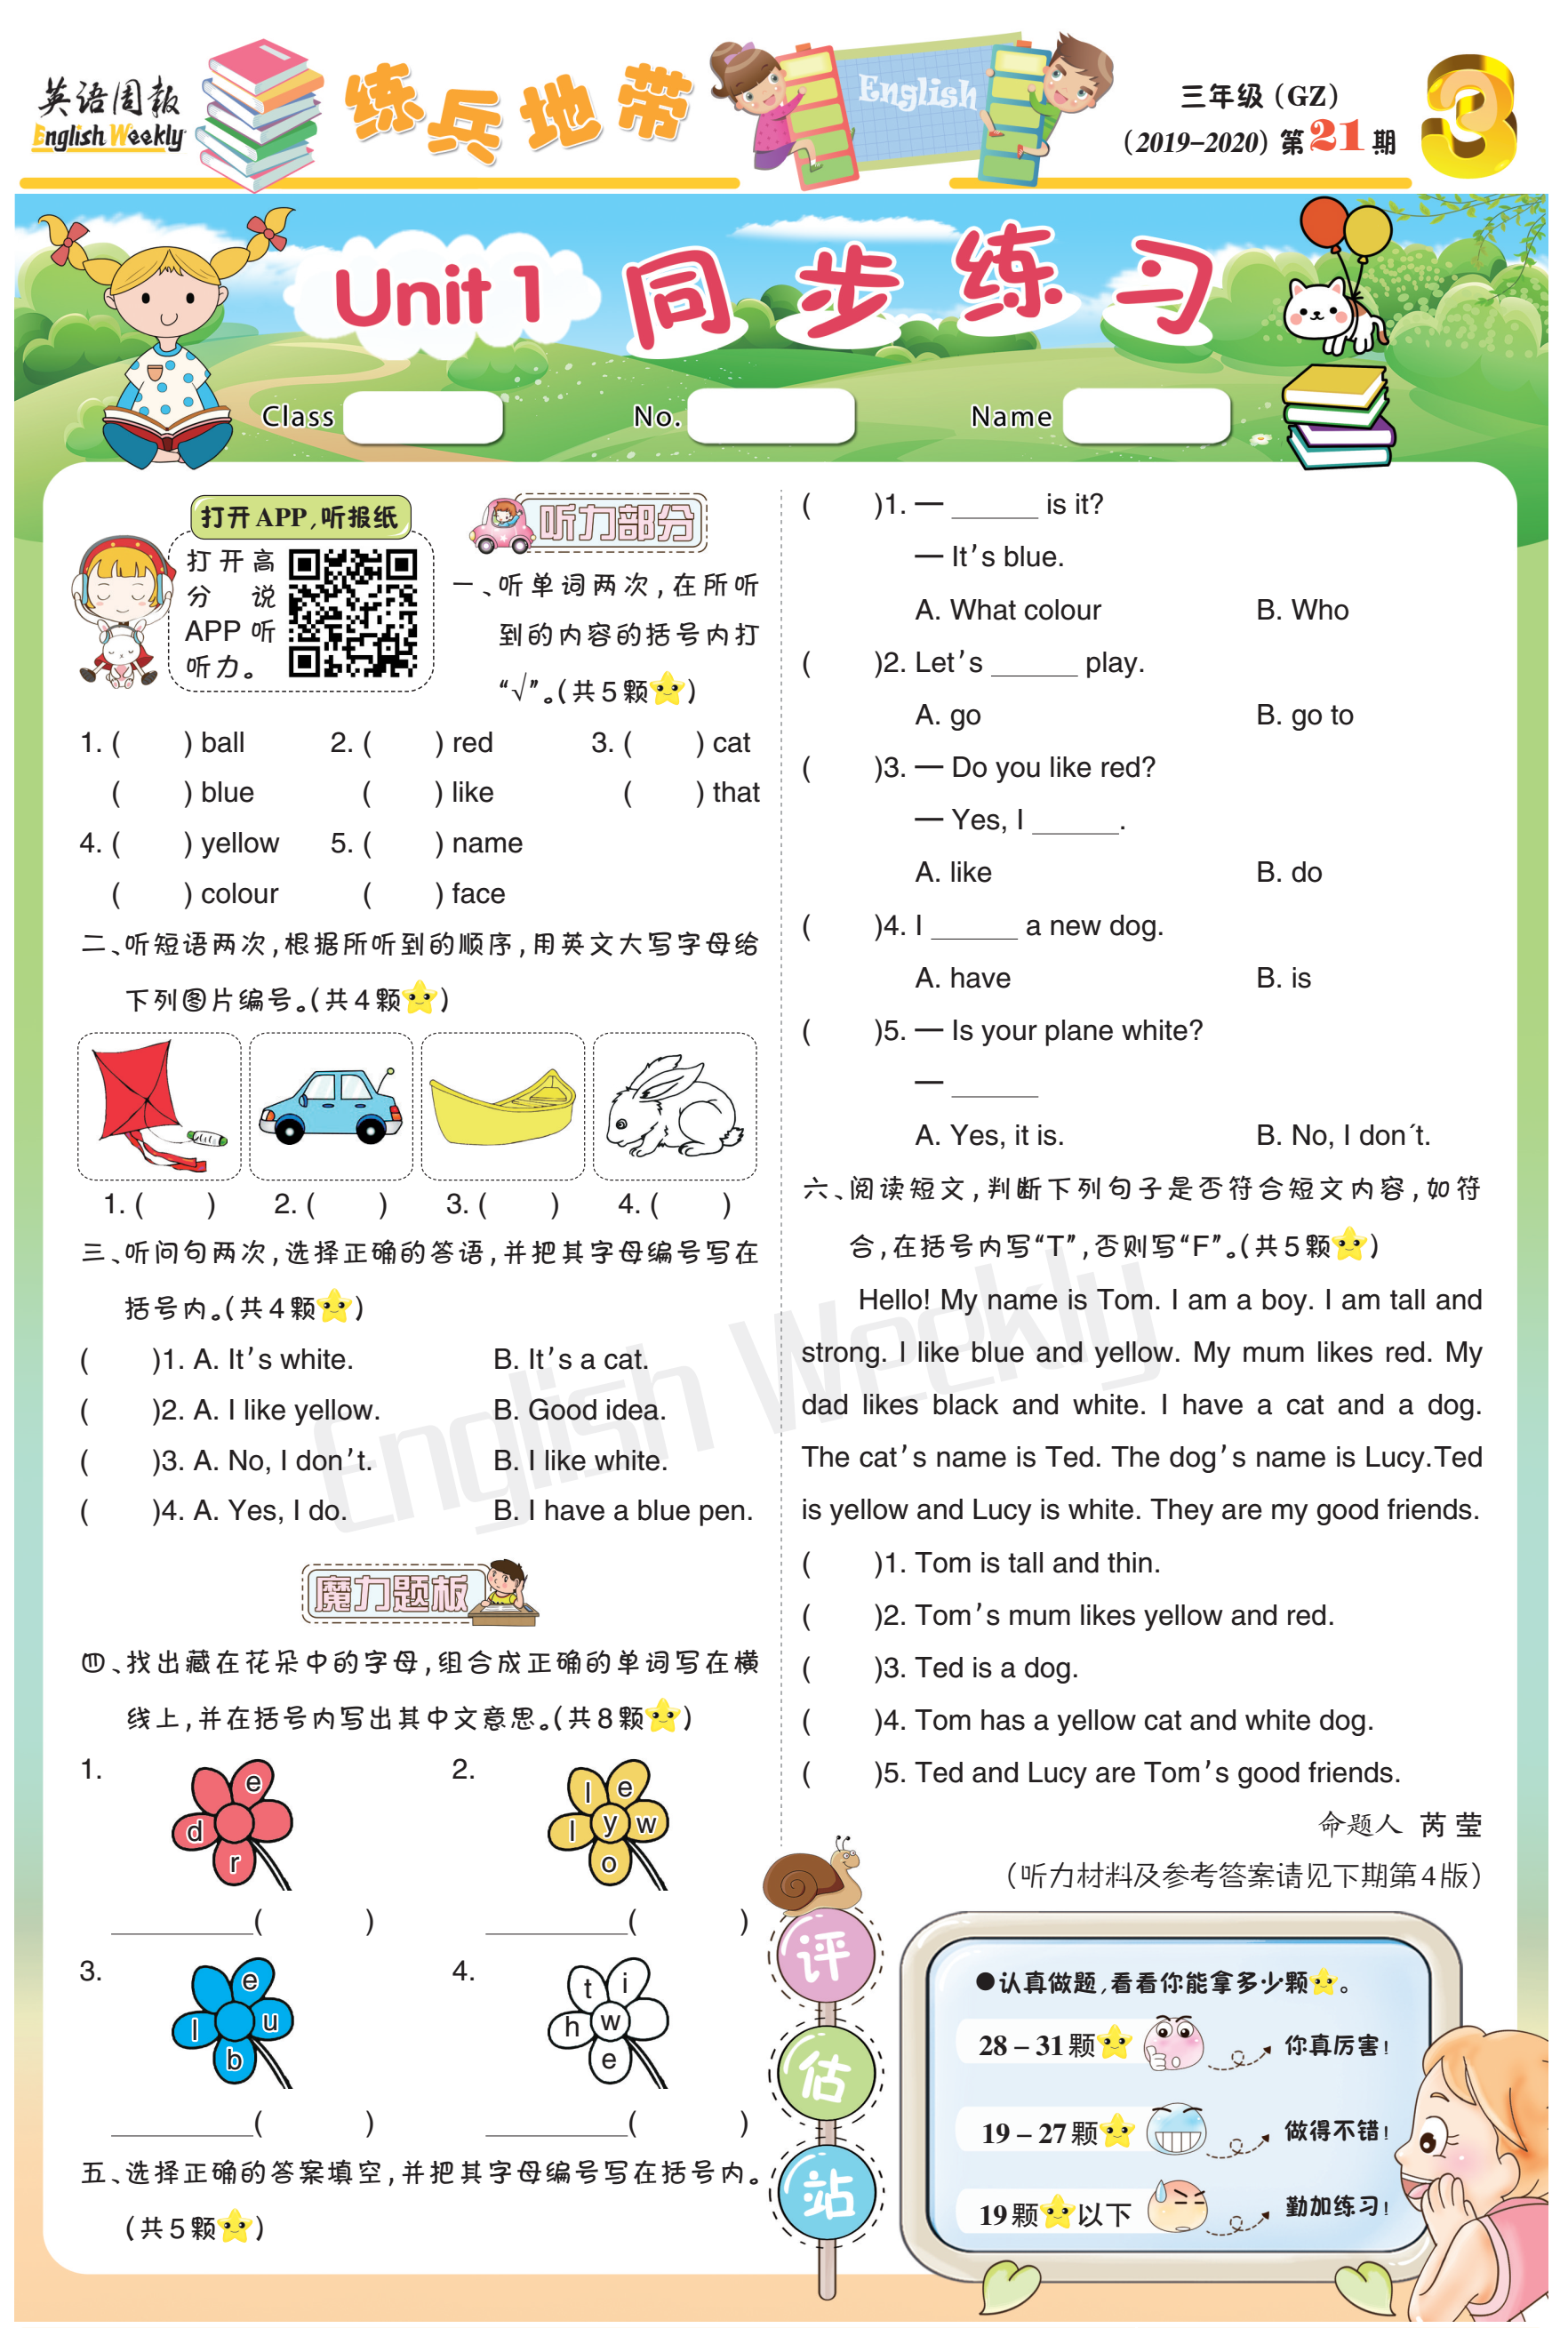 英语周报
English Weekly
练兵地带
English
三年级 (GZ)
(2019-2020) 第21期
3
Unit 1 同步练习
Class
No.
Name
打开APP,听报纸
打开高
分 说
APP 听
听力。
听力部分
一、听单词两次,在所听
到的内容的括号内打
“√”。(共5颗)
1. ( ) ball 2. ( ) red 3. ( ) cat
( ) blue ( ) like ( ) that
4. ( ) yellow 5. ( ) name
( ) colour ( ) face
二、听短语两次,根据所听到的顺序,用英文大写字母给
下列图片编号。(共4颗)
1. ( ) 2. ( ) 3. ( ) 4. ( )
三、听问句两次,选择正确的答语,并把其字母编号写在
括号内。(共4颗)
( )1. A. It’s white. B. It’s a cat.
( )2. A. I like yellow. B. Good idea.
( )3. A. No, I don’t. B. I like white.
( )4. A. Yes, I do. B. I have a blue pen.
魔力题板
四、找出藏在花朵中的字母,组合成正确的单词写在横
线上,并在括号内写出其中文意思。(共8颗)
1. e d r
2. l e l y w o
______( ) ______( )
3. e l u b
4. t i h w e
______( ) ______( )
五、选择正确的答案填空,并把其字母编号写在括号内。
(共5颗)
( )1. — ______ is it?
— It’s blue.
A. What colour B. Who
( )2. Let’s ______ play.
A. go B. go to
( )3. — Do you like red?
— Yes, I ______.
A. like B. do
( )4. I ______ a new dog.
A. have B. is
( )5. — Is your plane white?
— ______
A. Yes, it is. B. No, I don´t.
六、阅读短文,判断下列句子是否符合短文内容,如符
合,在括号内写“T”,否则写“F”。(共5颗)
Hello! My name is Tom. I am a boy. I am tall and
strong. I like blue and yellow. My mum likes red. My
dad likes black and white. I have a cat and a dog.
The cat’s name is Ted. The dog’s name is Lucy.Ted
is yellow and Lucy is white. They are my good friends.
( )1. Tom is tall and thin.
( )2. Tom’s mum likes yellow and red.
( )3. Ted is a dog.
( )4. Tom has a yellow cat and white dog.
( )5. Ted and Lucy are Tom’s good friends.
命题人 芮 莹
(听力材料及参考答案请见下期第4版)
评估站
●认真做题,看看你能拿多少颗。
28-31颗 你真厉害!
19-27颗 做得不错!
19颗以下 勤加练习!
English Weekly